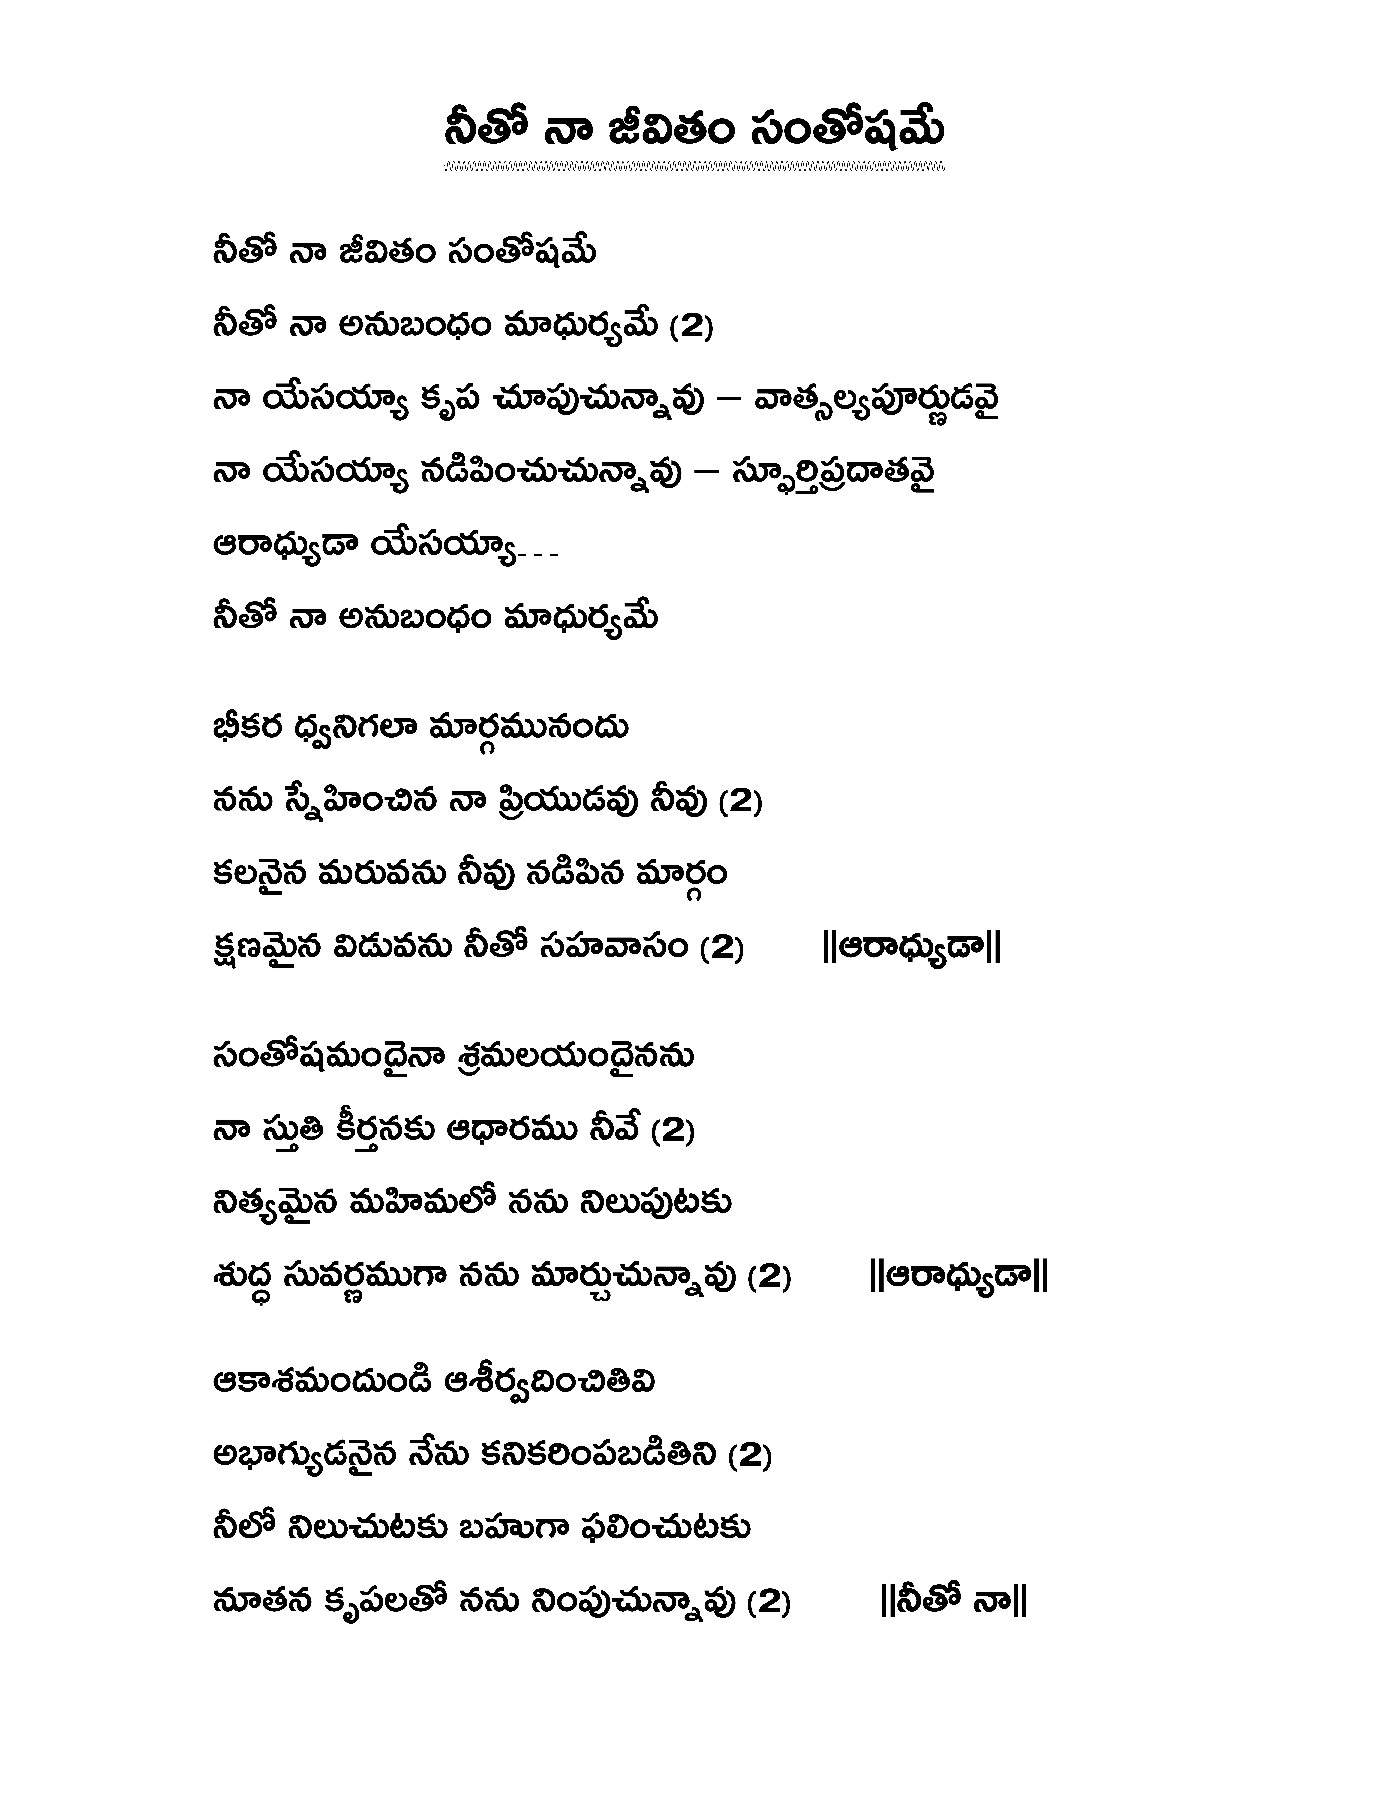 నీతో నా జీవితం సంతోషమే
నీతో నా జీవితం సంతోషమే
నీతో నా అనుబంధం మాధుర్యమే (2)
నా యేసయ్యా కృప చూపుచున్నావు – వాత్సల్యపూర్ణుడవై
నా యేసయ్యా నడిపించుచున్నావు – స్ఫూర్తిప్రదాతవై
ఆరాధ్యుడా యేసయ్యా...
నీతో నా అనుబంధం మాధుర్యమే
భీకర ధ్వనిగలా మార్గమునందు
నను స్నేహించిన నా ప్రియుడవు నీవు (2)
కలనైన మరువను నీవు నడిపిన మార్గం
క్షణమైన విడువను నీతో సహవాసం (2) ||ఆరాధ్యుడా||
సంతోషమందైనా శ్రమలయందైనను
నా స్తుతి కీర్తనకు ఆధారము నీవే (2)
నిత్యమైన మహిమలో నను నిలుపుటకు
శుద్ధ సువర్ణముగా నను మార్చుచున్నావు (2) ||ఆరాధ్యుడా||
ఆకాశమందుండి ఆశీర్వదించితివి
అభాగ్యుడనైన నేను కనికరింపబడితిని (2)
నీలో నిలుచుటకు బహుగా ఫలించుటకు
నూతన కృపలతో నను నింపుచున్నావు (2) ||నీతో నా||